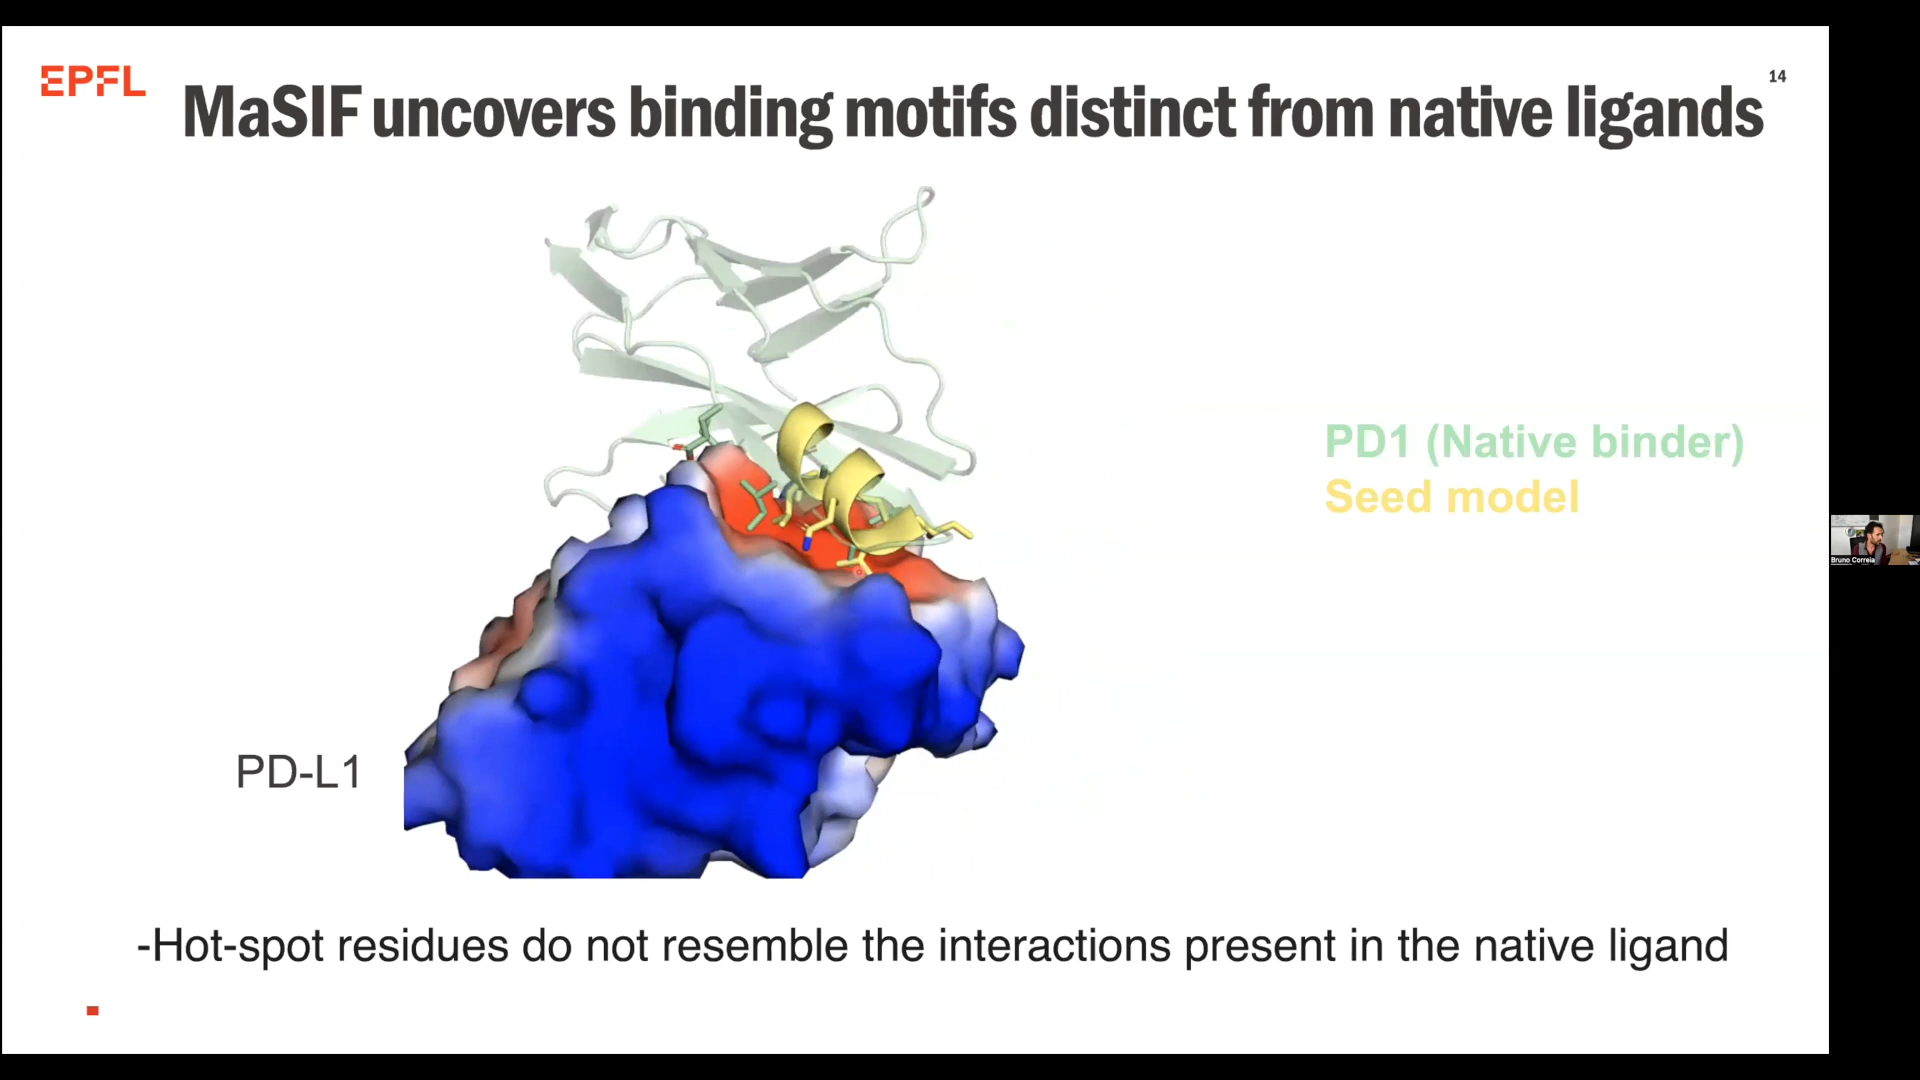 EPFL
14
MaSIF uncovers binding motifs distinct from native ligands
PD1 (Native binder)
Seed model
Bruno Correia
PD-L1
-Hot-spot residues do not resemble the interactions present in the native ligand